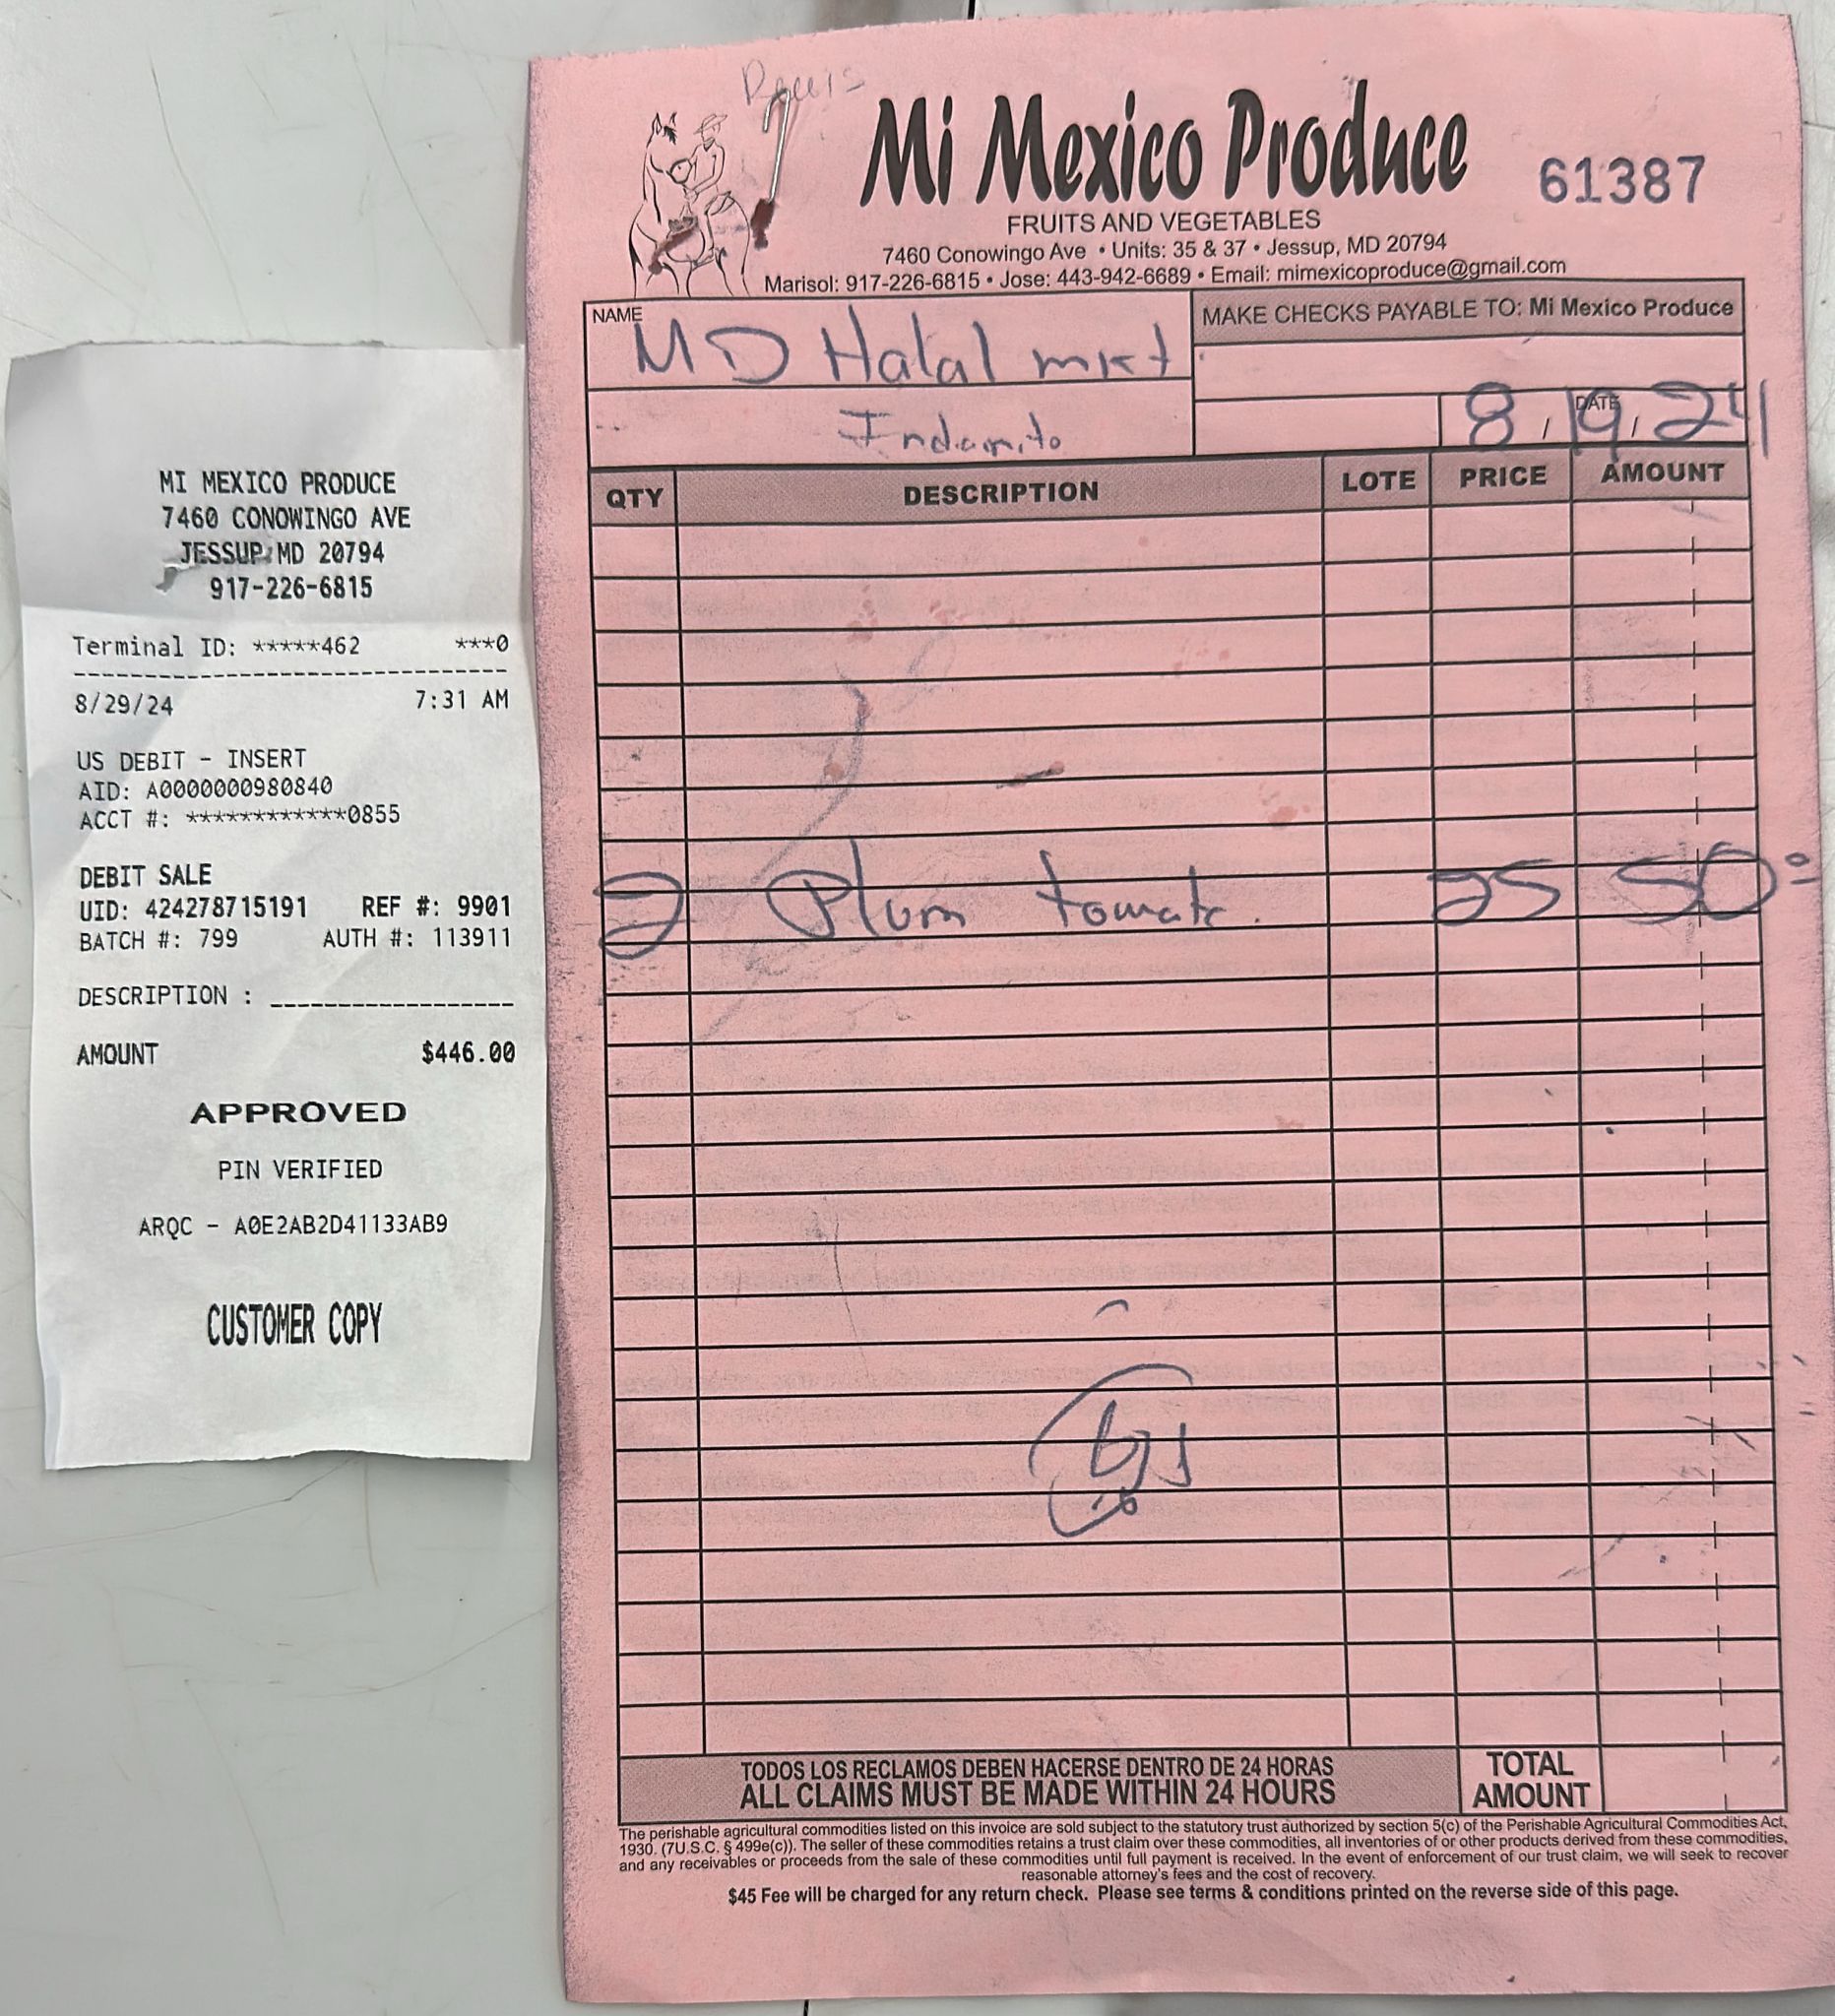 MI MEXICO PRODUCE
7460 CONOWINGO AVE
JESSUP MD 20794
917-226-6815
Terminal ID: *****462 ***0
8/29/24 7:31 AM
US DEBIT - INSERT
AID: A0000000980840
ACCT #: ************0855
DEBIT SALE
UID: 424278715191 REF #: 9901
BATCH #: 799 AUTH #: 113911
DESCRIPTION : __________________
AMOUNT $446.00
APPROVED
PIN VERIFIED
ARQC - A0E2AB2D41133AB9
CUSTOMER COPY
Mi Mexico Produce 61387
FRUITS AND VEGETABLES
7460 Conowingo Ave • Units: 35 & 37 • Jessup, MD 20794
Marisol: 917-226-6815 • Jose: 443-942-6689 • Email: mimexicoproduce@gmail.com
NAME
MD Halal mkt
MAKE CHECKS PAYABLE TO: Mi Mexico Produce
DATE
QTY DESCRIPTION LOTE PRICE AMOUNT
2 Plum tomato 25 50
TODOS LOS RECLAMOS DEBEN HACERSE DENTRO DE 24 HORAS
ALL CLAIMS MUST BE MADE WITHIN 24 HOURS
TOTAL
AMOUNT
The perishable agricultural commodities listed on this invoice are sold subject to the statutory trust authorized by section 5(c) of the Perishable Agricultural Commodities Act,
1930. (7U.S.C. § 499e(c)). The seller of these commodities retains a trust claim over these commodities, all inventories of or other products derived from these commodities,
and any receivables or proceeds from the sale of these commodities until full payment is received. In the event of enforcement of our trust claim, we will seek to recover
reasonable attorney's fees and the cost of recovery.
$45 Fee will be charged for any return check. Please see terms & conditions printed on the reverse side of this page.